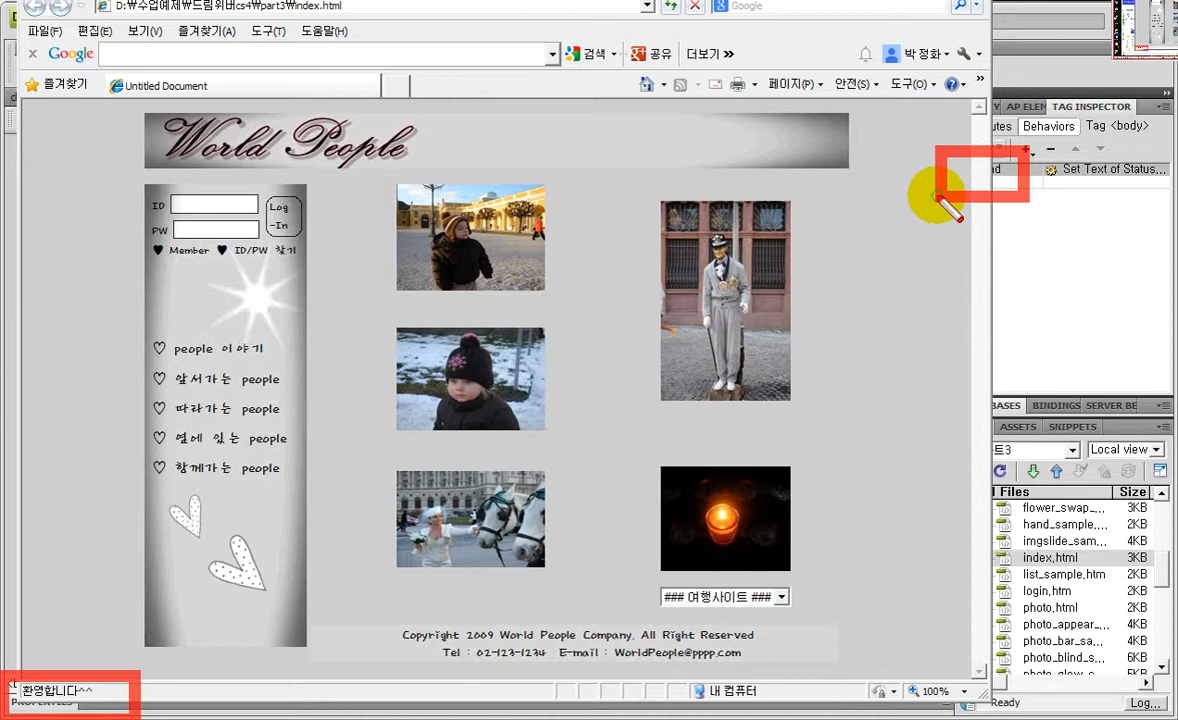 D:₩수업예제₩드림위버cs4₩part3₩index.html
Google
파일(F) 편집(E) 보기(V) 즐겨찾기(A) 도구(T) 도움말(H)
Google 검색 공유 더보기 » 박 정화
즐겨찾기 Untitled Document 페이지(P) 안전(S) 도구(O) »
AP ELEM TAG INSPECTOR
Behaviors Tag <body>
Set Text of Status...
World People
ID
Log
-In
PW
♥ Member ♥ ID/PW 찾기
♡ people 이야기
♡ 앞서가는 people
♡ 따라가는 people
♡ 옆에 있는 people
♡ 함께가는 people
### 여행사이트 ###
Copyright 2009 World People Company. All Right Reserved
Tel : 02-123-1234 E-mail : WorldPeople@pppp.com
환영합니다^^
내 컴퓨터
100%
PROPERTIES
BASES BINDINGS SERVER BE
ASSETS SNIPPETS
트3 Local view
Files Size
flower_swap_... 3KB
hand_sample,... 2KB
imgslide_sam... 4KB
index.html 3KB
list_sample.htm 2KB
login.htm 2KB
photo.html 2KB
photo_appear... 4KB
photo_bar_sa... 4KB
photo_blind_s... 6KB
photo_glow_s...
Ready Log...